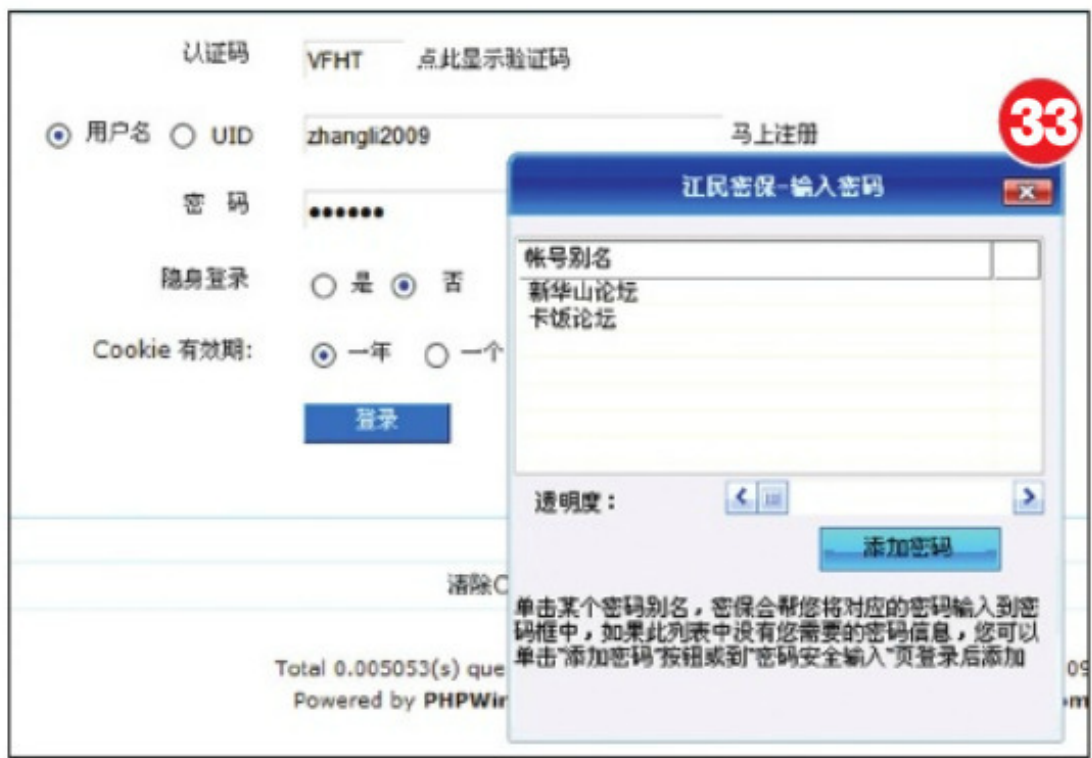 认证码 VFHT 点此显示验证码
33
用户名 UID zhangli2009 马上注册
密 码 ●●●●●●
隐身登录 是 否
Cookie 有效期: 一年 一个
登录
清除C
Total 0.005053(s) que
09
Powered by PHPWin
om
江民密保-输入密码
帐号别名
新华山论坛
卡饭论坛
透明度：
添加密码
单击某个密码别名，密保会帮您将对应的密码输入到密
码框中，如果此列表中没有您需要的密码信息，您可以
单击"添加密码"按钮或到"密码安全输入"页登录后添加